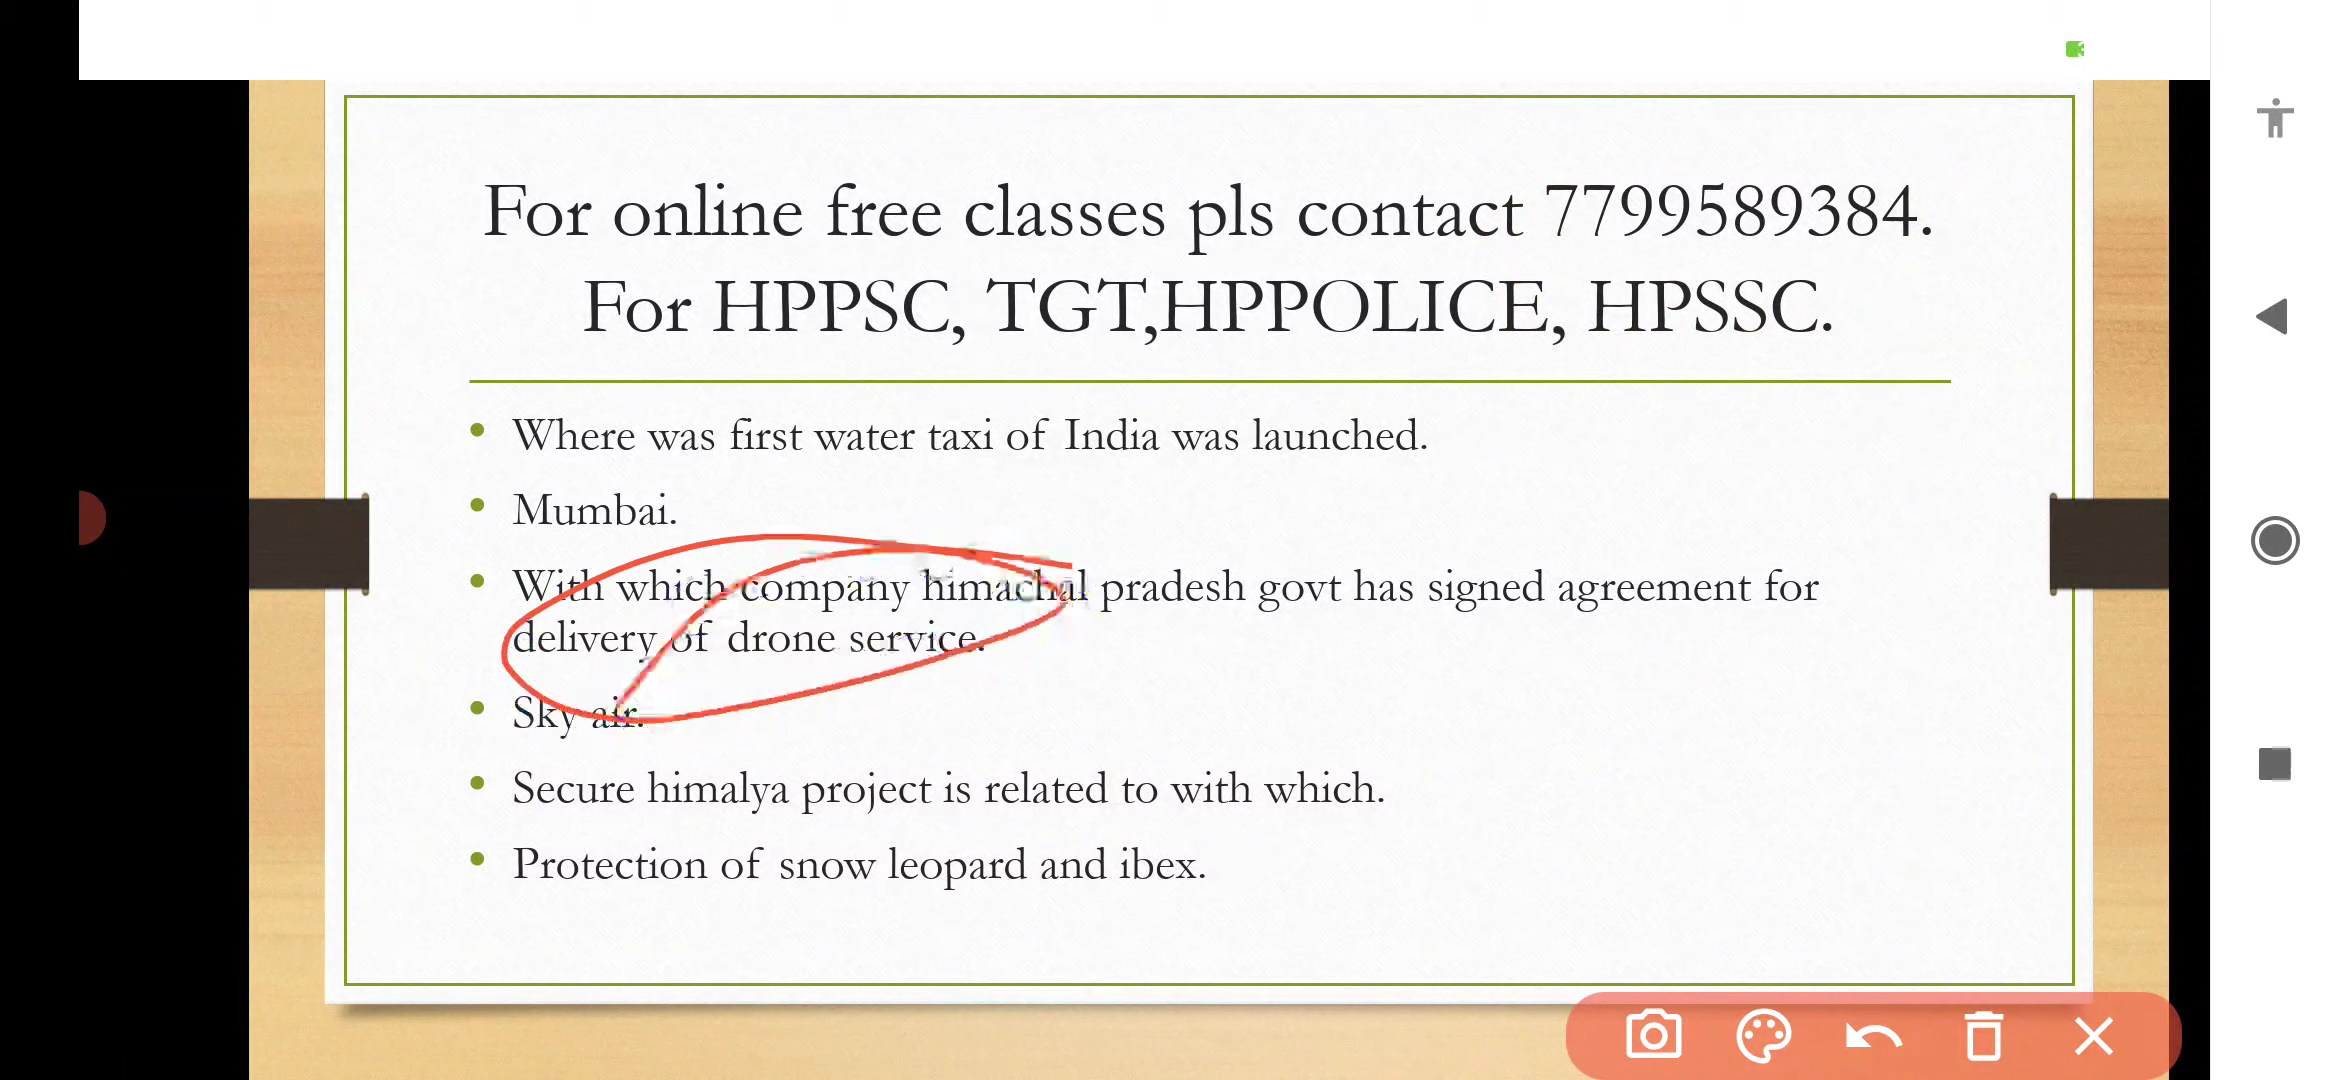 For online free classes pls contact 7799589384.
For HPPSC, TGT,HPPOLICE, HPSSC.
Where was first water taxi of India was launched.
Mumbai.
With which company himachal pradesh govt has signed agreement for
delivery of drone service.
Sky air.
Secure himalya project is related to with which.
Protection of snow leopard and ibex.